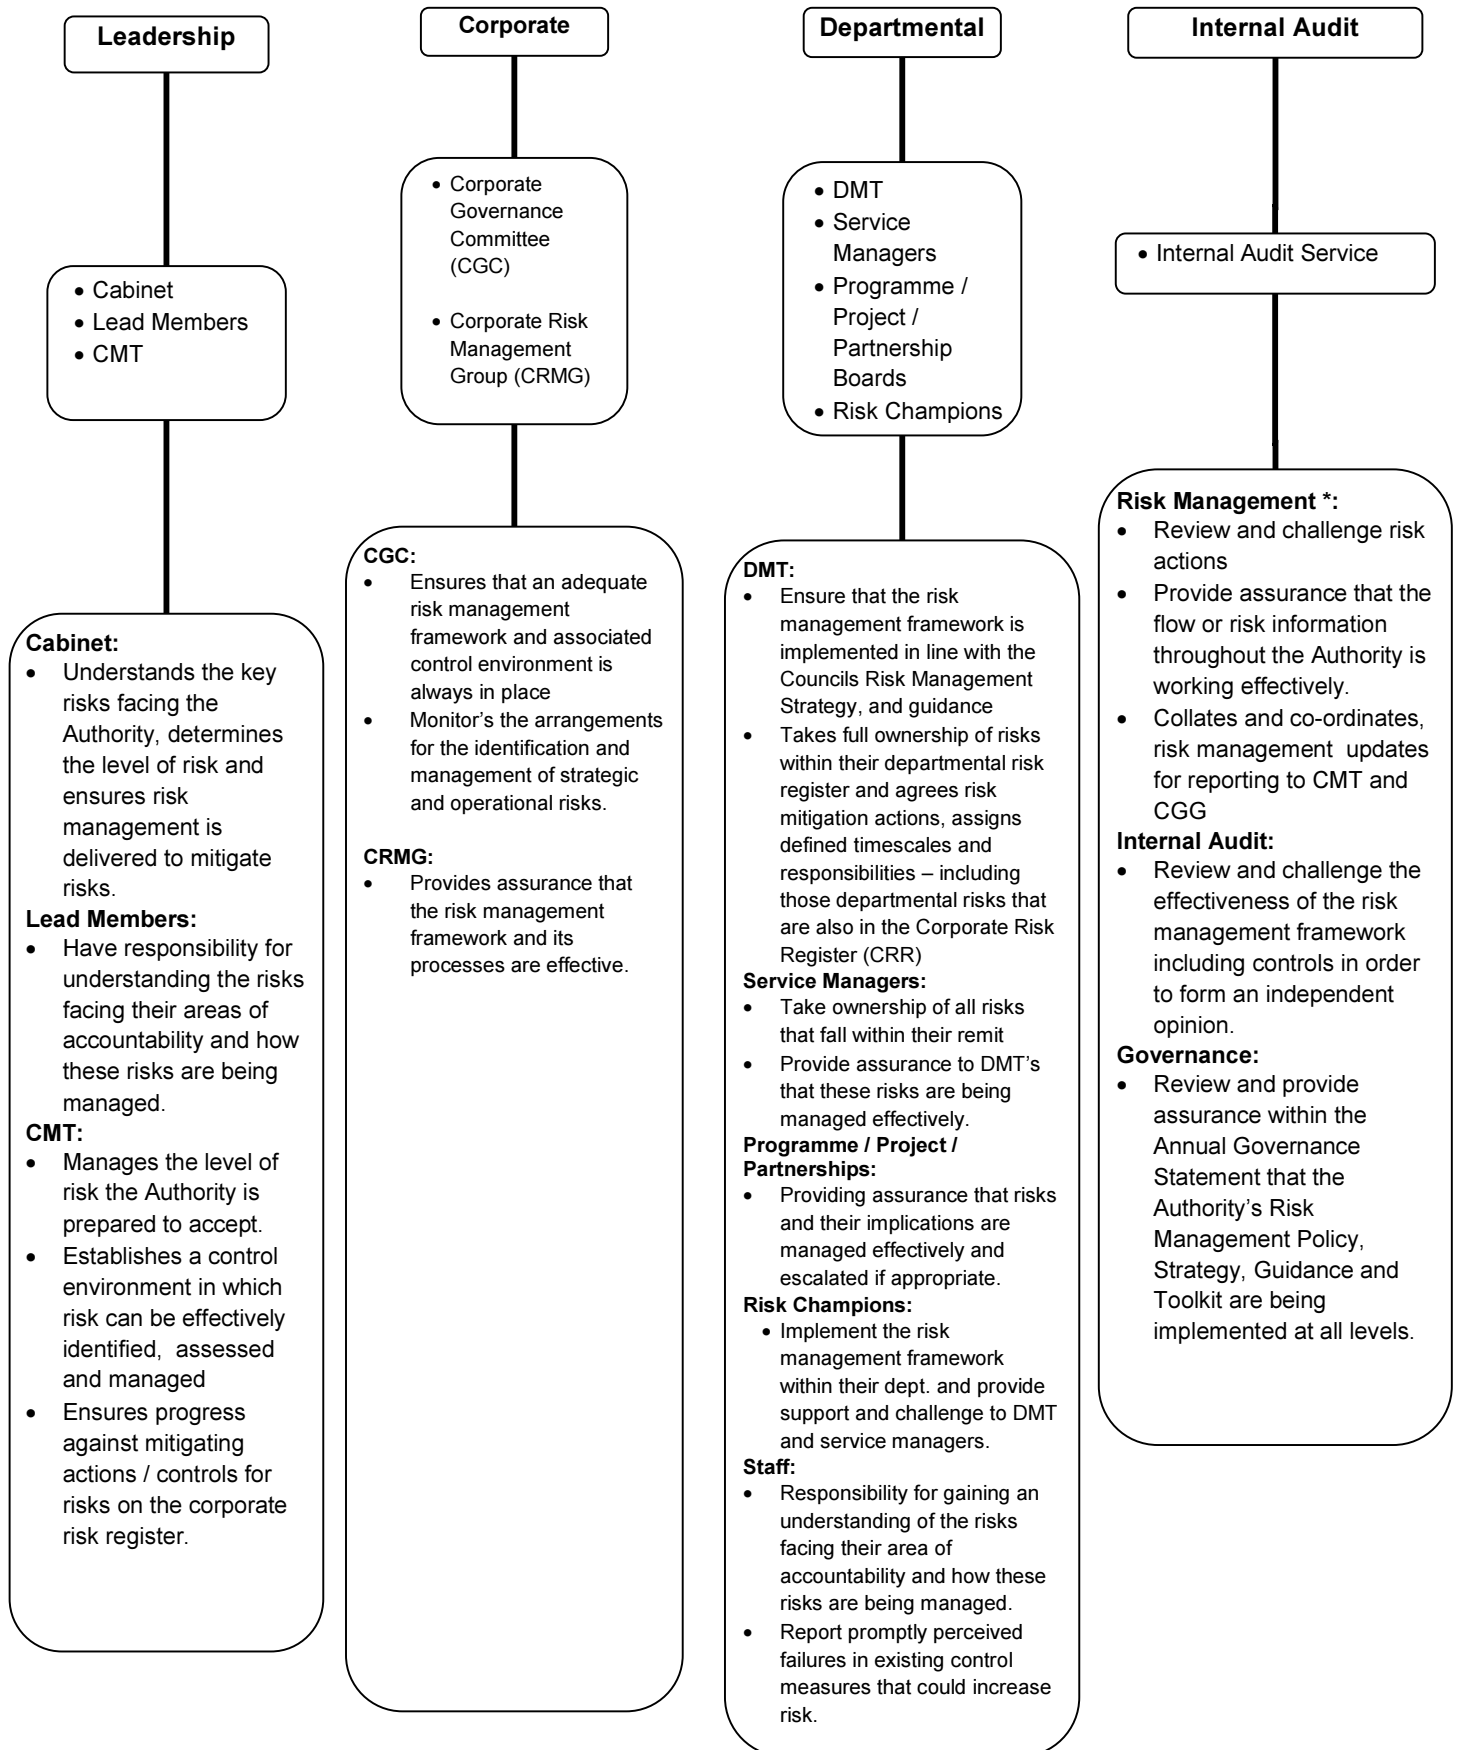 Leadership
• Cabinet
• Lead Members
• CMT
Cabinet:
• Understands the key
risks facing the
Authority, determines
the level of risk and
ensures risk
management is
delivered to mitigate
risks.
Lead Members:
• Have responsibility for
understanding the risks
facing their areas of
accountability and how
these risks are being
managed.
CMT:
• Manages the level of
risk the Authority is
prepared to accept.
• Establishes a control
environment in which
risk can be effectively
identified, assessed
and managed
• Ensures progress
against mitigating
actions / controls for
risks on the corporate
risk register.
Corporate
• Corporate
Governance
Committee
(CGC)
• Corporate Risk
Management
Group (CRMG)
CGC:
• Ensures that an adequate
risk management
framework and associated
control environment is
always in place
• Monitor's the arrangements
for the identification and
management of strategic
and operational risks.
CRMG:
• Provides assurance that
the risk management
framework and its
processes are effective.
Departmental
• DMT
• Service
Managers
• Programme /
Project /
Partnership
Boards
• Risk Champions
DMT:
• Ensure that the risk
management framework is
implemented in line with the
Councils Risk Management
Strategy, and guidance
• Takes full ownership of risks
within their departmental risk
register and agrees risk
mitigation actions, assigns
defined timescales and
responsibilities – including
those departmental risks that
are also in the Corporate Risk
Register (CRR)
Service Managers:
• Take ownership of all risks
that fall within their remit
• Provide assurance to DMT's
that these risks are being
managed effectively.
Programme / Project /
Partnerships:
• Providing assurance that risks
and their implications are
managed effectively and
escalated if appropriate.
Risk Champions:
• Implement the risk
management framework
within their dept. and provide
support and challenge to DMT
and service managers.
Staff:
• Responsibility for gaining an
understanding of the risks
facing their area of
accountability and how these
risks are being managed.
• Report promptly perceived
failures in existing control
measures that could increase
risk.
Internal Audit
• Internal Audit Service
Risk Management *:
• Review and challenge risk
actions
• Provide assurance that the
flow or risk information
throughout the Authority is
working effectively.
• Collates and co-ordinates,
risk management updates
for reporting to CMT and
CGG
Internal Audit:
• Review and challenge the
effectiveness of the risk
management framework
including controls in order
to form an independent
opinion.
Governance:
• Review and provide
assurance within the
Annual Governance
Statement that the
Authority's Risk
Management Policy,
Strategy, Guidance and
Toolkit are being
implemented at all levels.